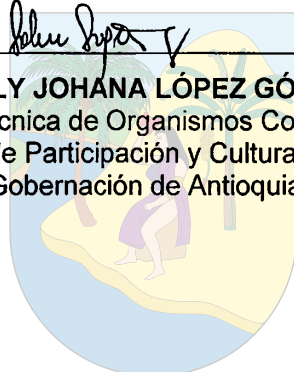 LY JOHANA LÓPEZ GÓ
cnica de Organismos Co
e Participación y Cultura
Gobernación de Antioquia